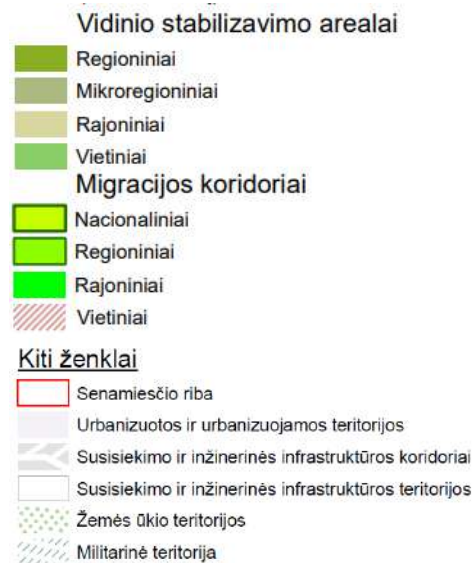 Vidinio stabilizavimo arealai
Regioniniai
Mikroregioniniai
Rajoniniai
Vietiniai
Migracijos koridoriai
Nacionaliniai
Regioniniai
Rajoniniai
Vietiniai
Kiti ženklai
Senamiesčio riba
Urbanizuotos ir urbanizuojamos teritorijos
Susisiekimo ir inžinerinės infrastruktūros koridoriai
Susisiekimo ir inžinerinės infrastruktūros teritorijos
Žemės ūkio teritorijos
Militarinė teritorija